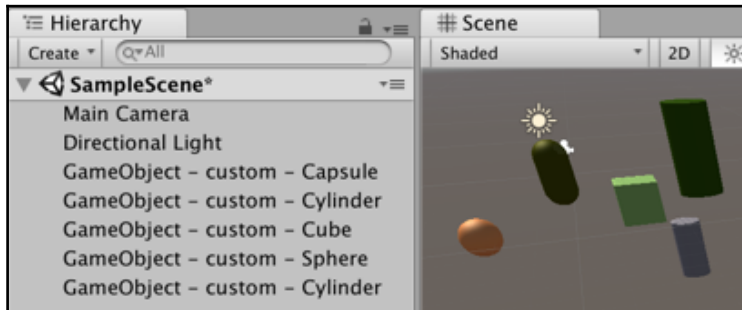 Hierarchy
Create
All
SampleScene*
Main Camera
Directional Light
GameObject – custom – Capsule
GameObject – custom – Cylinder
GameObject – custom – Cube
GameObject – custom – Sphere
GameObject – custom – Cylinder
Scene
Shaded
2D